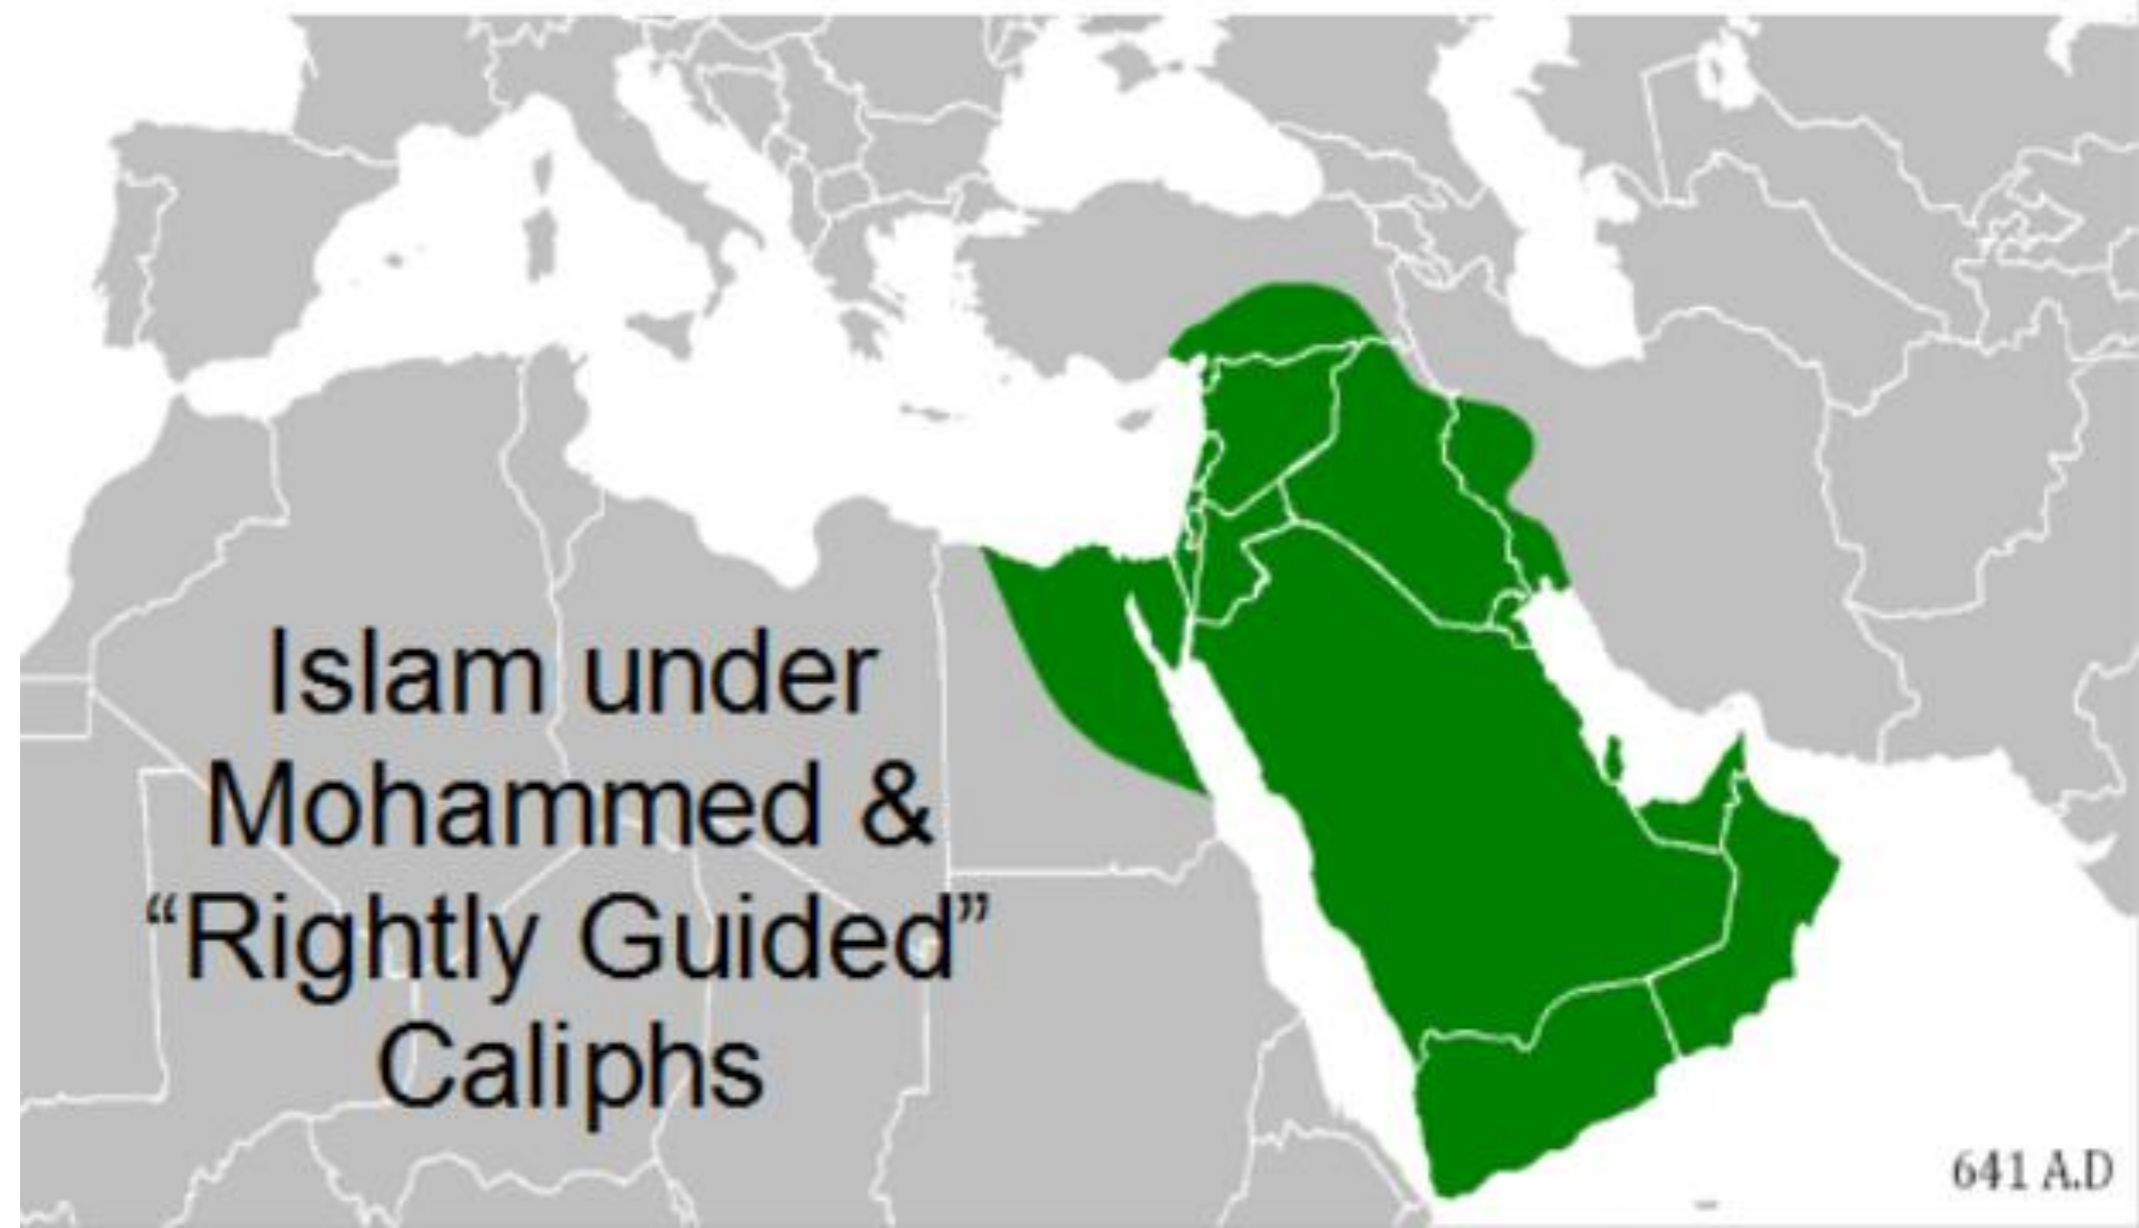 Islam under
Mohammed &
“Rightly Guided”
Caliphs
641 A.D